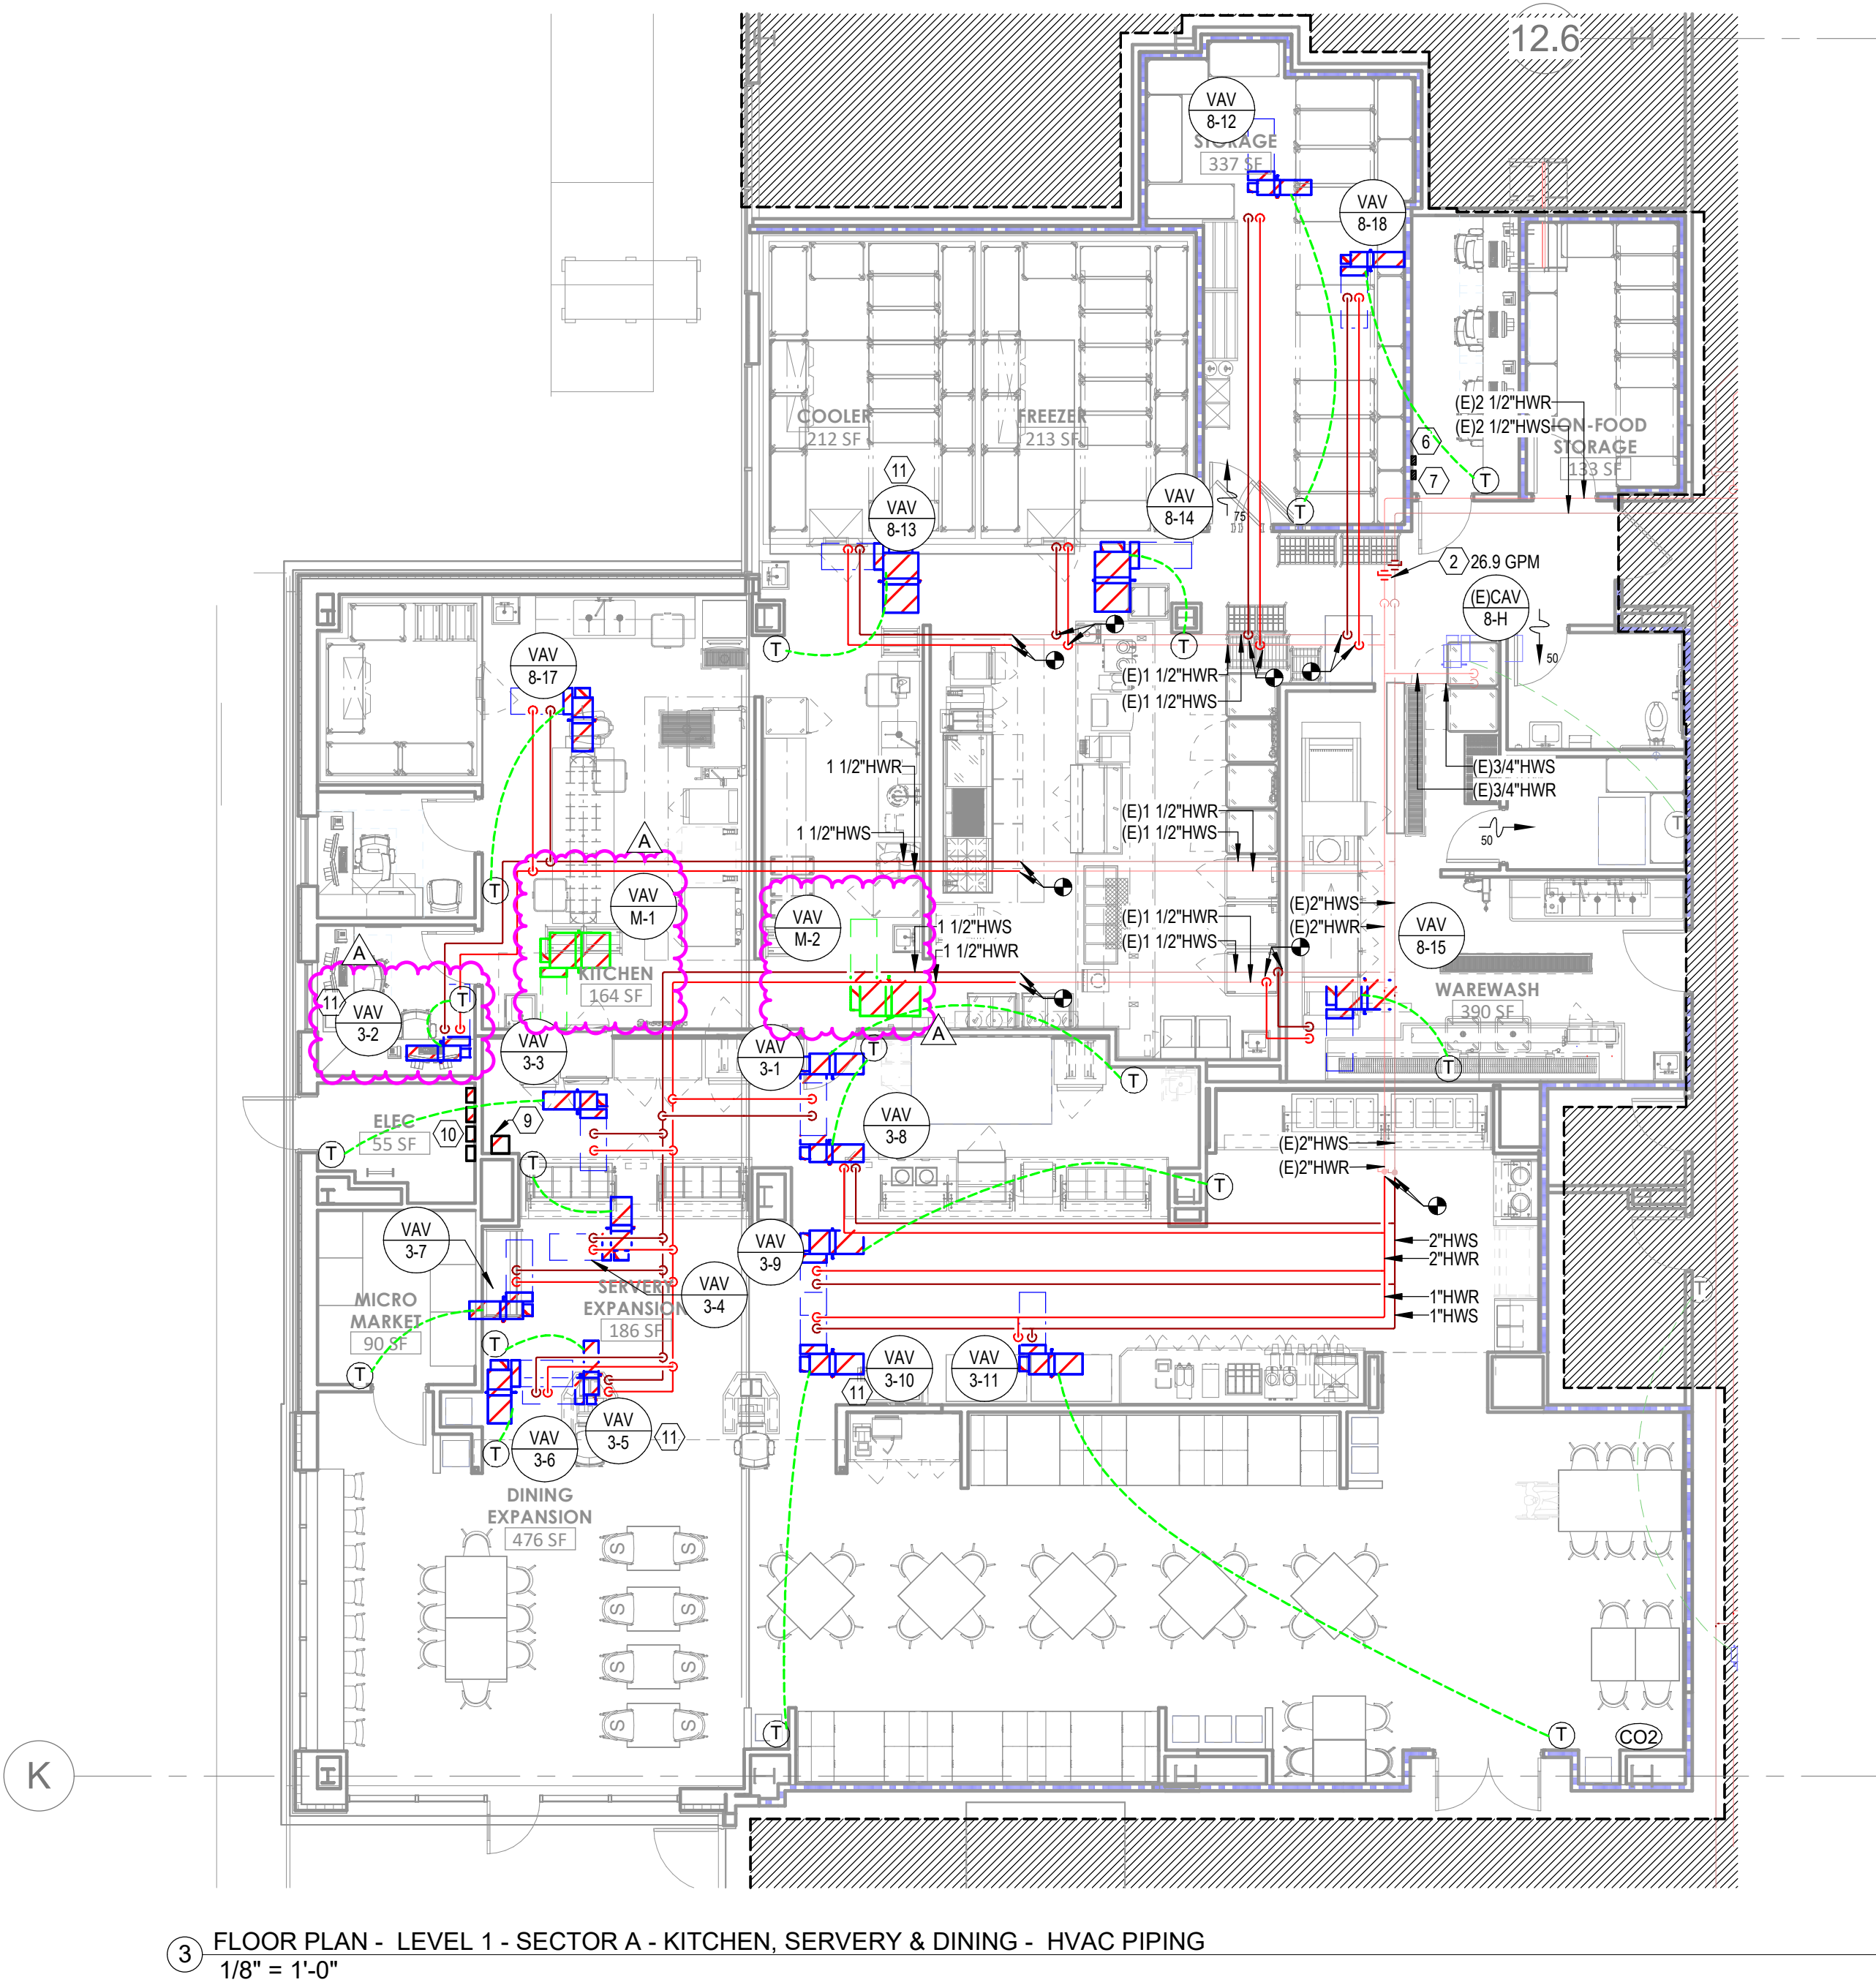 12.6
H
H
VAV
8-12
STORAGE
337 SF
VAV
8-18
(E)2 1/2"HWR
(E)2 1/2"HWS
NON-FOOD
STORAGE
133 SF
COOLER
212 SF
FREEZER
213 SF
6
7
T
11
VAV
8-13
VAV
8-14
75
T
2
26.9 GPM
(E)CAV
8-H
50
T
T
VAV
8-17
(E)1 1/2"HWR
(E)1 1/2"HWS
1 1/2"HWR
(E)3/4"HWS
(E)3/4"HWR
1 1/2"HWS
(E)1 1/2"HWR
(E)1 1/2"HWS
50
T
A
T
VAV
M-1
VAV
M-2
1 1/2"HWS
1 1/2"HWR
(E)1 1/2"HWR
(E)1 1/2"HWS
(E)2"HWS
(E)2"HWR
VAV
8-15
A
11
VAV
3-2
T
KITCHEN
164 SF
WAREWASH
390 SF
A
VAV
3-3
VAV
3-1
T
T
T
ELEC
55 SF
10
9
T
VAV
3-8
(E)2"HWS
(E)2"HWR
T
T
VAV
3-7
VAV
3-9
2"HWS
2"HWR
VAV
3-4
SERVERY
EXPANSION
186 SF
MICRO
MARKET
90 SF
1"HWR
1"HWS
T
T
T
VAV
3-10
11
VAV
3-11
VAV
3-5
11
VAV
3-6
T
DINING
EXPANSION
476 SF
S
S
S
S
S
S
S
S
T
T
CO2
K
3
FLOOR PLAN - LEVEL 1 - SECTOR A - KITCHEN, SERVERY & DINING - HVAC PIPING
1/8" = 1'-0"